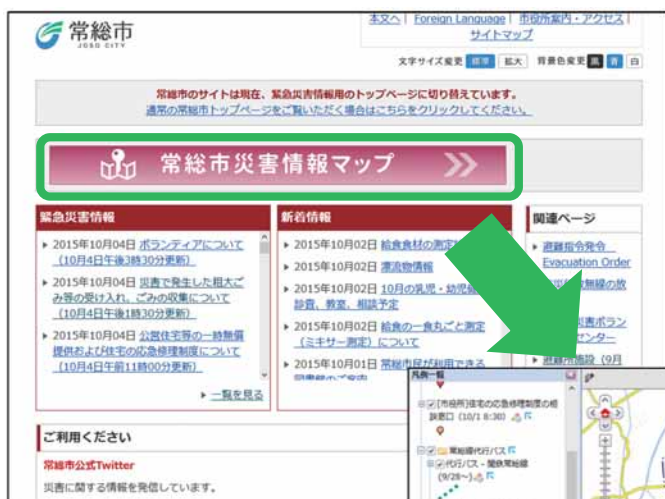 常総市
JOSO CITY
本文へ| Foreign Language| 市役所案内・アクセス|
サイトマップ
文字サイズ変更 標準 拡大 背景色変更 黒 青 白
常総市のサイトは現在、緊急災害情報用のトップページに切り替えています。
通常の常総市トップページをご覧いただく場合はこちらをクリックしてください。
常総市災害情報マップ
緊急災害情報
2015年10月04日 ボランティアについて
（10月4日午後3時30分更新）
2015年10月04日 災害で発生した粗大ご
み等の受け入れ、ごみの収集について
（10月4日午後1時30分更新）
2015年10月04日 公営住宅等の一時無償
提供および住宅の応急修理制度について
（10月4日午前11時00分更新）
一覧を見る
新着情報
2015年10月02日 給食食材の測定
2015年10月02日 漂流物情報
2015年10月02日 10月の乳児・幼児
診査、教室、相談予定
2015年10月02日 給食の一食丸ごと測定
（ミキサー測定）について
2015年10月01日 常総市民が利用できる
関連ページ
避難指令発令
Evacuation Order
無線の放
災害ボラン
センター
避難所施設（9月
ご利用ください
常総市公式Twitter
災害に関する情報を発信しています。
凡例一覧
[市役所]住宅の応急修理制度の相
談窓口 (10/1 8:30)
常総線代行バス
代行バス - 関鉄常総線
(9/28～)